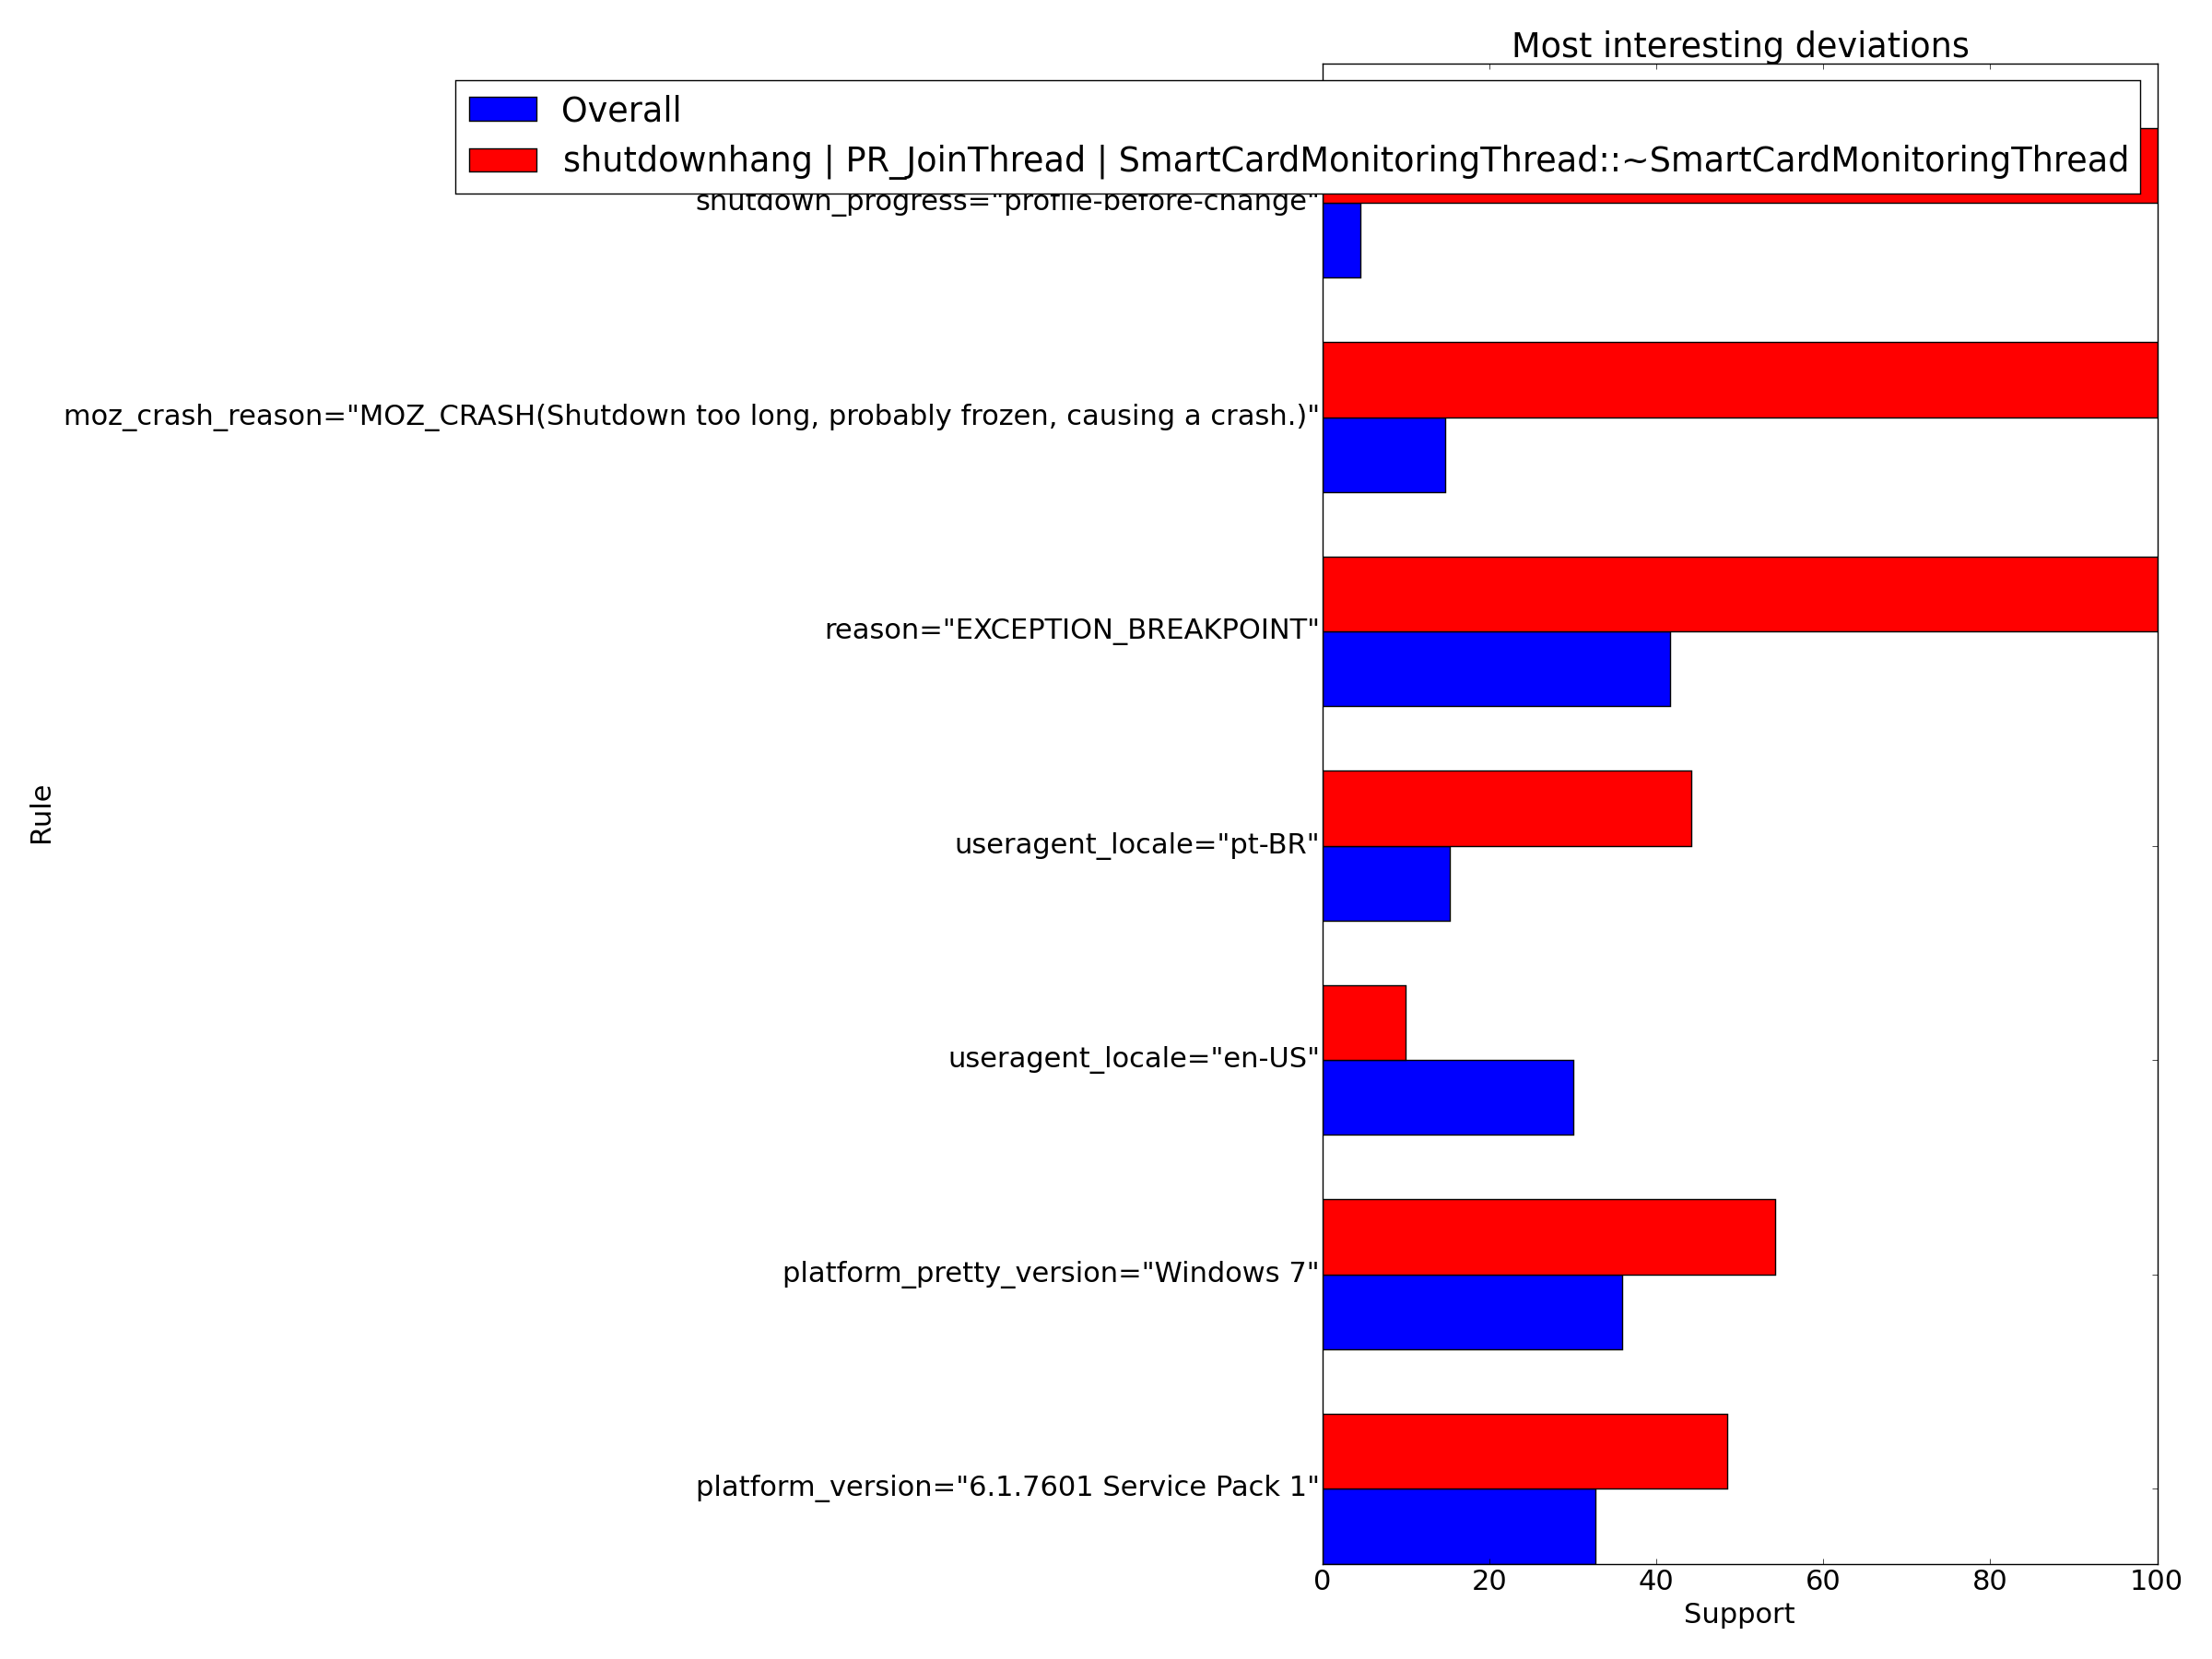 Most interesting deviations
Overall
shutdownhang | PR_JoinThread | SmartCardMonitoringThread::~SmartCardMonitoringThread
shutdown_progress="profile-before-change"
moz_crash_reason="MOZ_CRASH(Shutdown too long, probably frozen, causing a crash.)"
reason="EXCEPTION_BREAKPOINT"
useragent_locale="pt-BR"
useragent_locale="en-US"
platform_pretty_version="Windows 7"
platform_version="6.1.7601 Service Pack 1"
Rule
0 20 40 60 80 100
Support